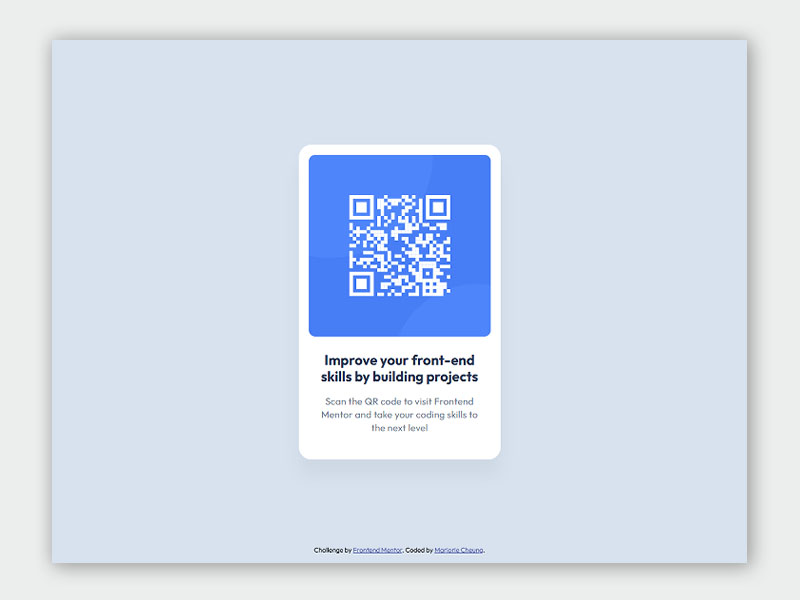 Improve your front-end
skills by building projects
Scan the QR code to visit Frontend
Mentor and take your coding skills to
the next level
Challenge by Frontend Mentor. Coded by Marjorie Cheung.